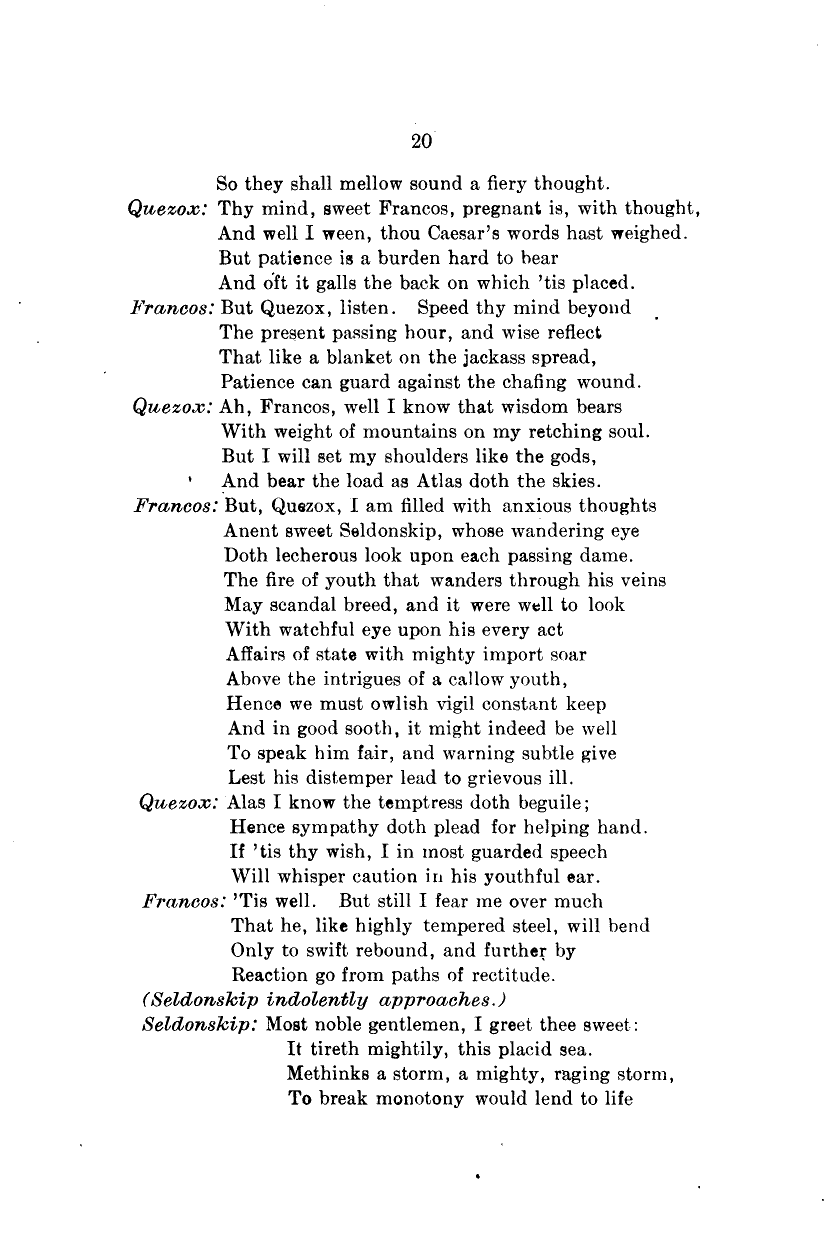 20
So they shall mellow sound a fiery thought.
Quezox: Thy mind, sweet Francos, pregnant is, with thought,
And well I ween, thou Caesar's words hast weighed.
But patience is a burden hard to bear
And oft it galls the back on which 'tis placed.
Francos: But Quezox, listen. Speed thy mind beyond
The present passing hour, and wise reflect
That like a blanket on the jackass spread,
Patience can guard against the chafing wound.
Quezox: Ah, Francos, well I know that wisdom bears
With weight of mountains on my retching soul.
But I will set my shoulders like the gods,
And bear the load as Atlas doth the skies.
Francos: But, Quezox, I am filled with anxious thoughts
Anent sweet Seldonskip, whose wandering eye
Doth lecherous look upon each passing dame.
The fire of youth that wanders through his veins
May scandal breed, and it were well to look
With watchful eye upon his every act
Affairs of state with mighty import soar
Above the intrigues of a callow youth,
Hence we must owlish vigil constant keep
And in good sooth, it might indeed be well
To speak him fair, and warning subtle give
Lest his distemper lead to grievous ill.
Quezox: Alas I know the temptress doth beguile;
Hence sympathy doth plead for helping hand.
If 'tis thy wish, I in most guarded speech
Will whisper caution in his youthful ear.
Francos: 'Tis well. But still I fear me over much
That he, like highly tempered steel, will bend
Only to swift rebound, and further by
Reaction go from paths of rectitude.
(Seldonskip indolently approaches.)
Seldonskip: Most noble gentlemen, I greet thee sweet:
It tireth mightily, this placid sea.
Methinks a storm, a mighty, raging storm,
To break monotony would lend to life